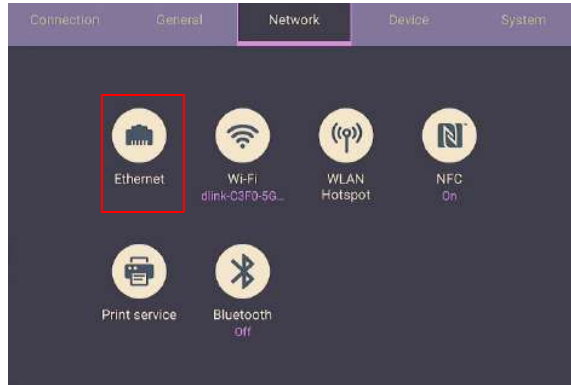 Connection General Network Device System
Ethernet Wi-Fi WLAN NFC
dlink-C3F0-5G... Hotspot On
Print service Bluetooth
Off